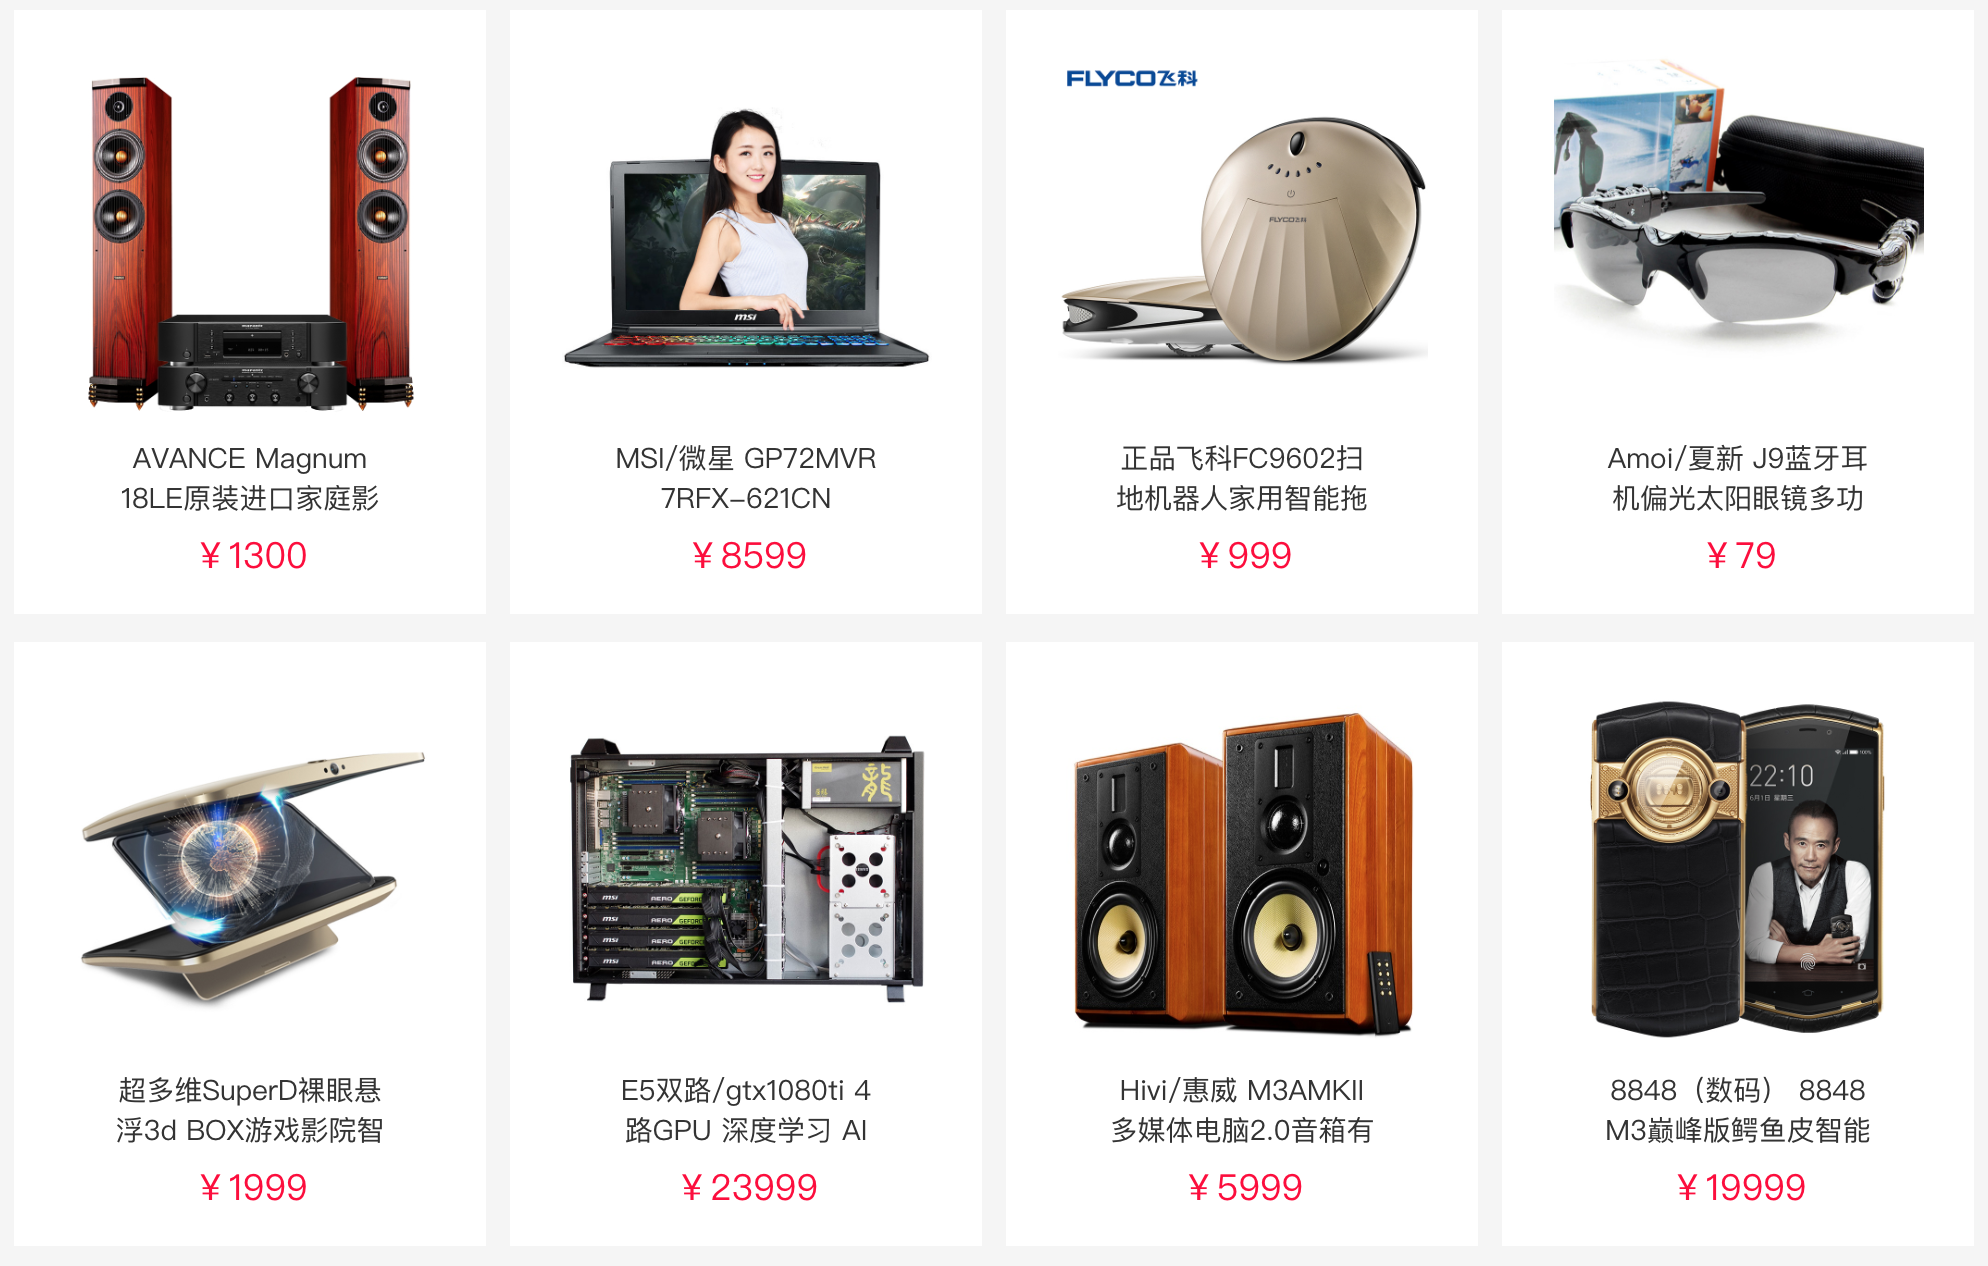 FLYCO飞科
FLYCO飞科
msi
AVANCE Magnum
18LE原装进口家庭影
¥1300
MSI/微星 GP72MVR
7RFX-621CN
¥8599
正品飞科FC9602扫
地机器人家用智能拖
¥999
Amoi/夏新 J9蓝牙耳
机偏光太阳眼镜多功
¥79
22:10
6月1日 星期三
100%
msi AERO GEFORCE
msi AERO GEFORCE
msi AERO GEFORCE
msi AERO
超多维SuperD裸眼悬
浮3d BOX游戏影院智
¥1999
E5双路/gtx1080ti 4
路GPU 深度学习 AI
¥23999
Hivi/惠威 M3AMKII
多媒体电脑2.0音箱有
¥5999
8848（数码） 8848
M3巅峰版鳄鱼皮智能
¥19999